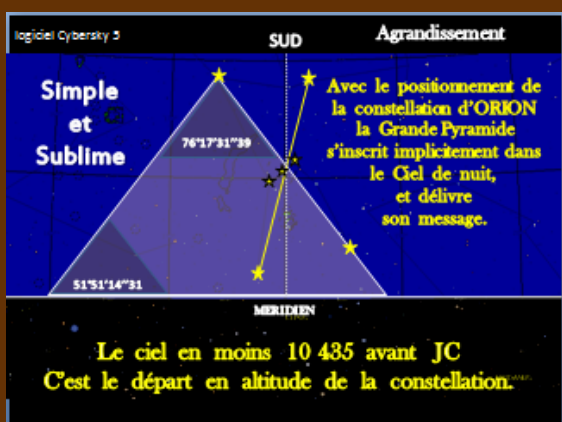 logiciel Cybersky 5
SUD
Agrandissement
Simple
et
Sublime
Avec le positionnement de
la constellation d'ORION
la Grande Pyramide
s'inscrit implicitement dans
le Ciel de nuit,
et délivre
son message.
76°17'31''39
51°51'14''31
MERIDIEN
Le ciel en moins 10 435 avant JC
C'est le départ en altitude de la constellation.